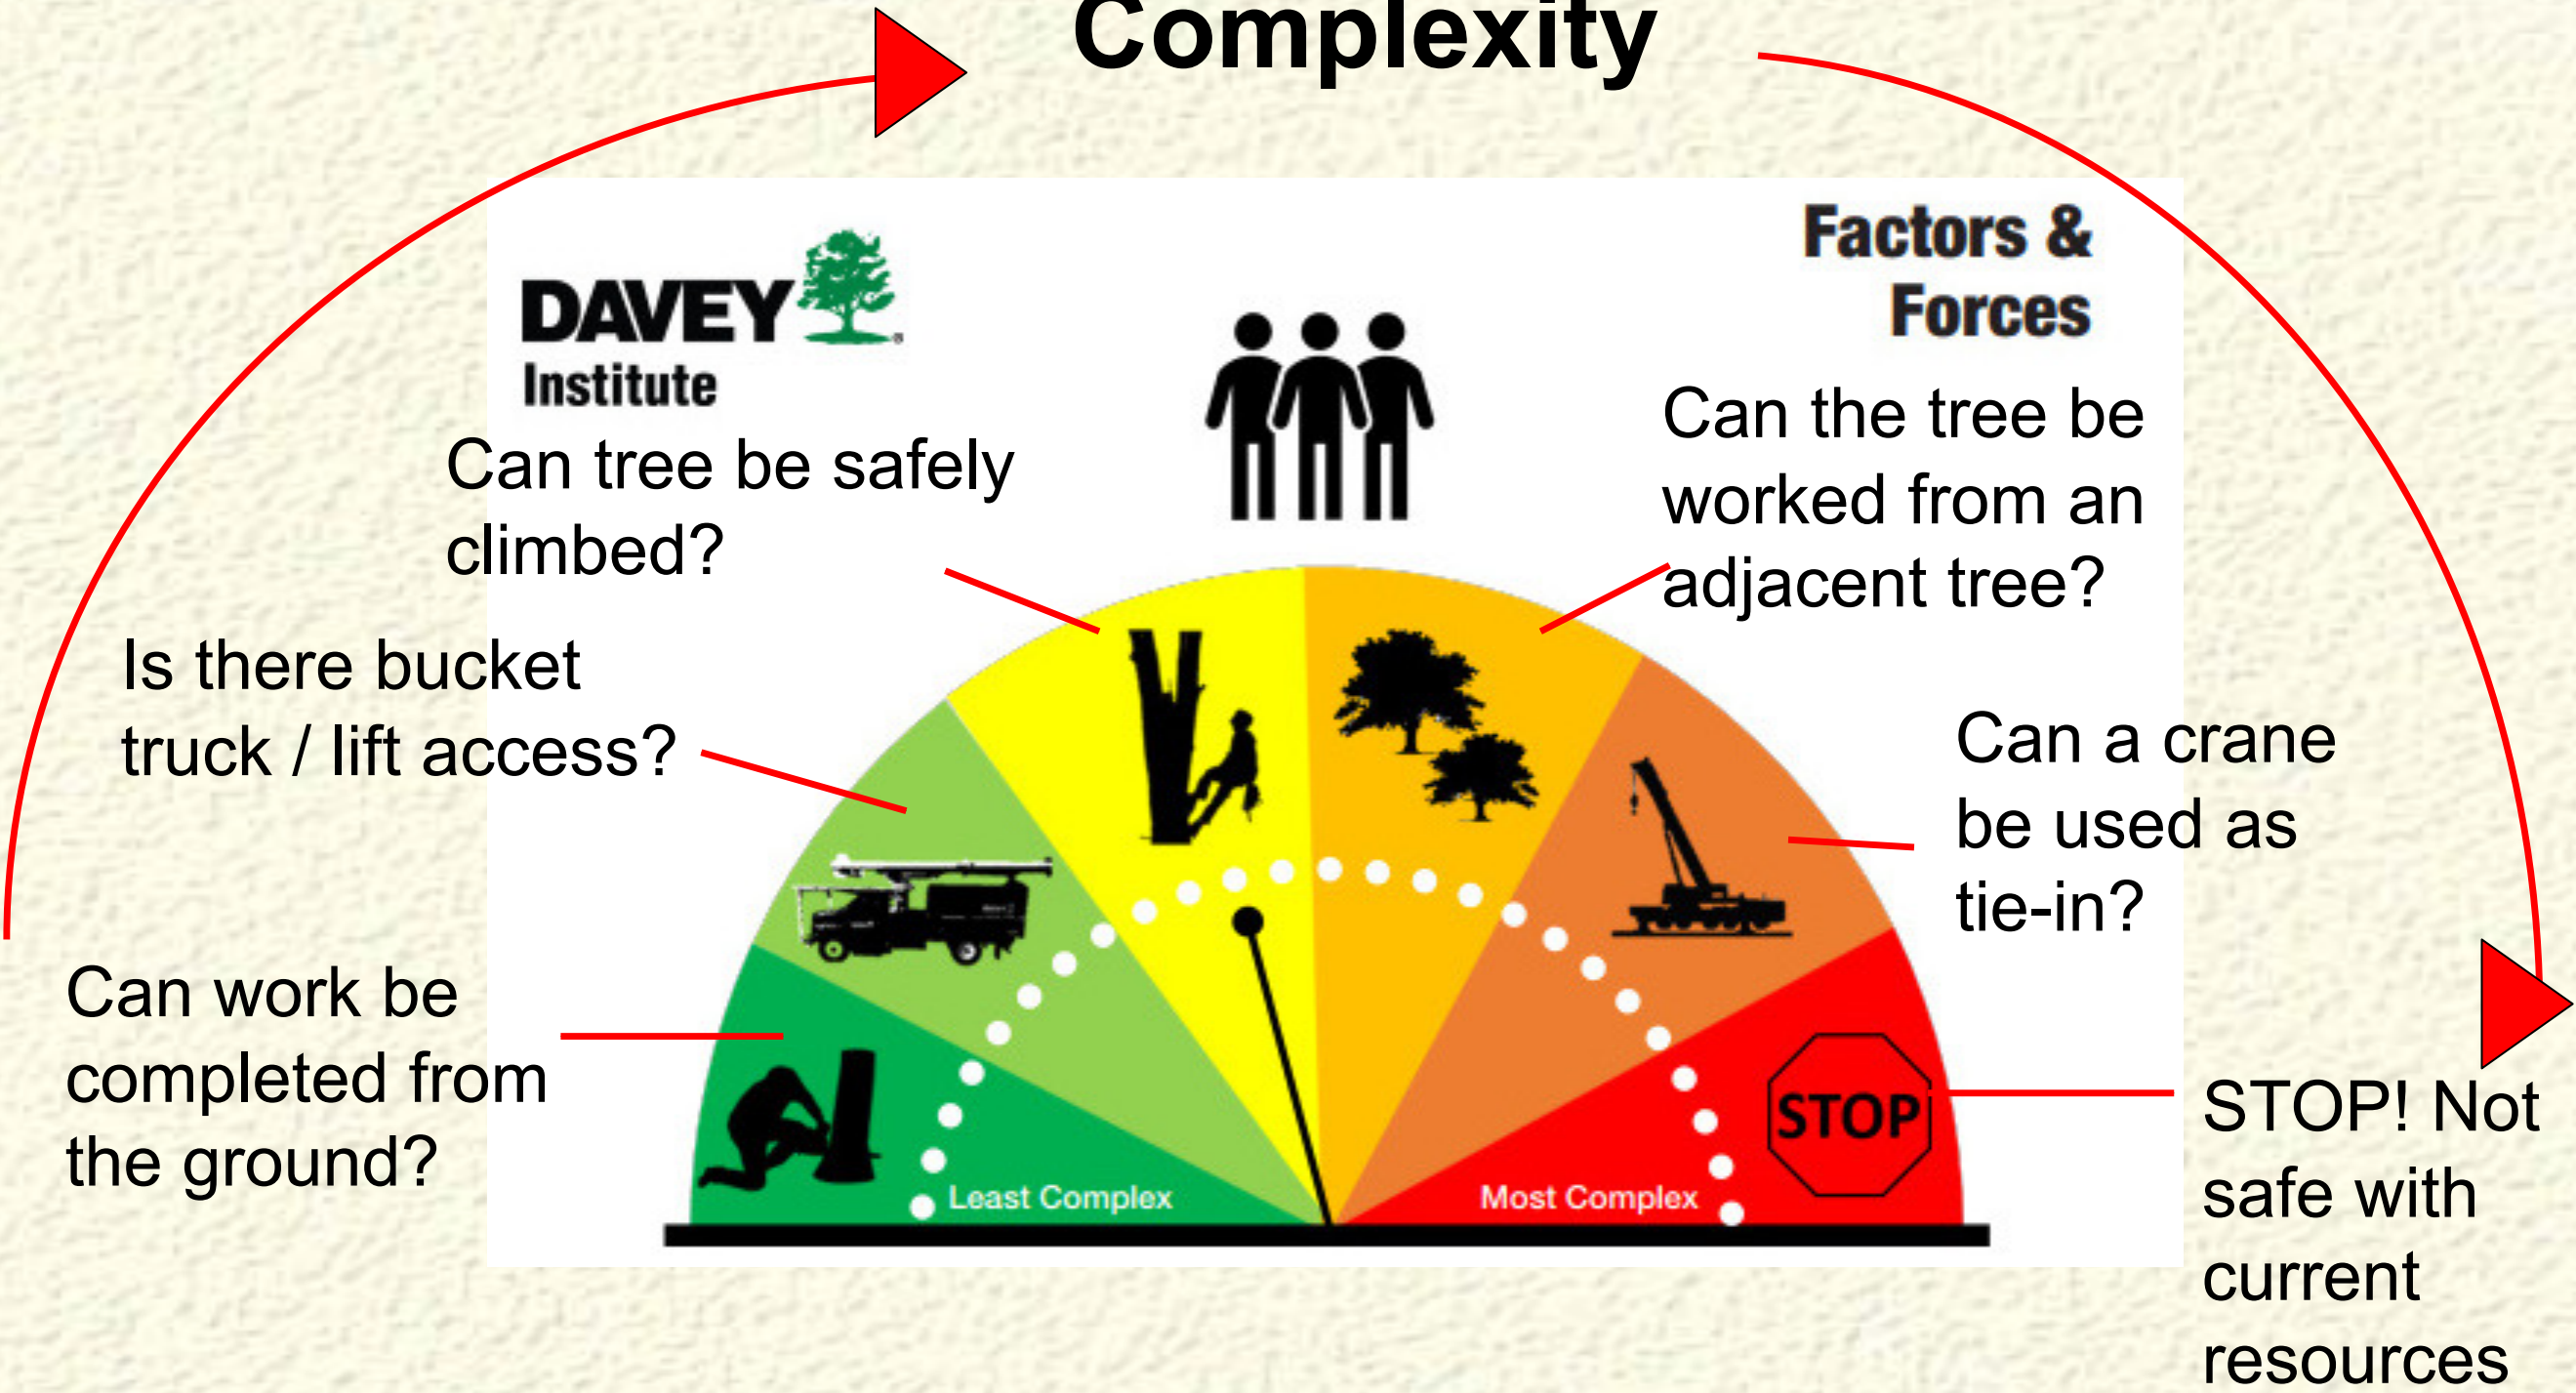 Complexity
DAVEY
Institute
Factors &
Forces
Can tree be safely
climbed?
Can the tree be
worked from an
adjacent tree?
Is there bucket
truck / lift access?
Can a crane
be used as
tie-in?
Can work be
completed from
the ground?
Least Complex
Most Complex
STOP
STOP! Not
safe with
current
resources